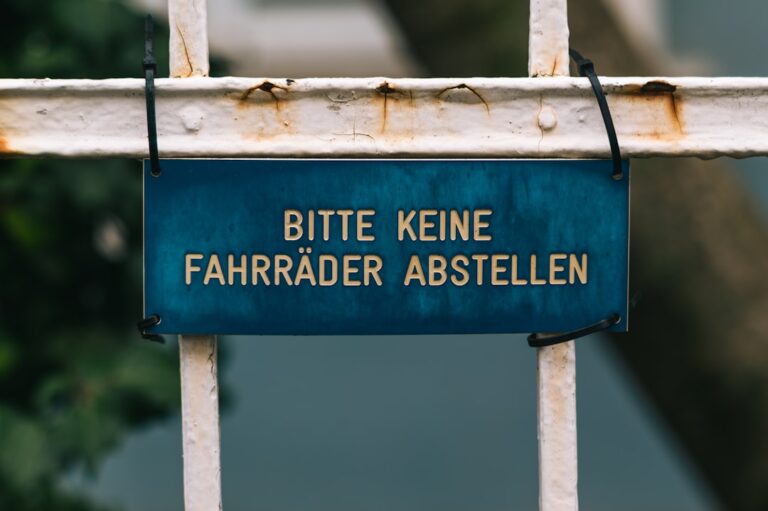 BITTE KEINE
FAHRRÄDER ABSTELLEN